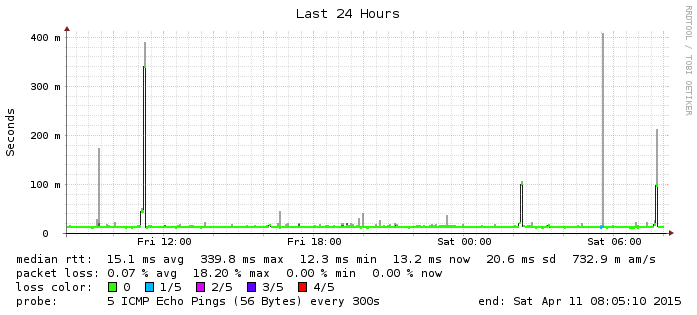 Last 24 Hours
RRDTOOL / TOBI OETIKER
Seconds
400 m
300 m
200 m
100 m
0
Fri 12:00 Fri 18:00 Sat 00:00 Sat 06:00
median rtt: 15.1 ms avg 339.8 ms max 12.3 ms min 13.2 ms now 20.6 ms sd 732.9 m am/s
packet loss: 0.07 % avg 18.20 % max 0.00 % min 0.00 % now
loss color: 0 1/5 2/5 3/5 4/5
probe: 5 ICMP Echo Pings (56 Bytes) every 300s end: Sat Apr 11 08:05:10 2015